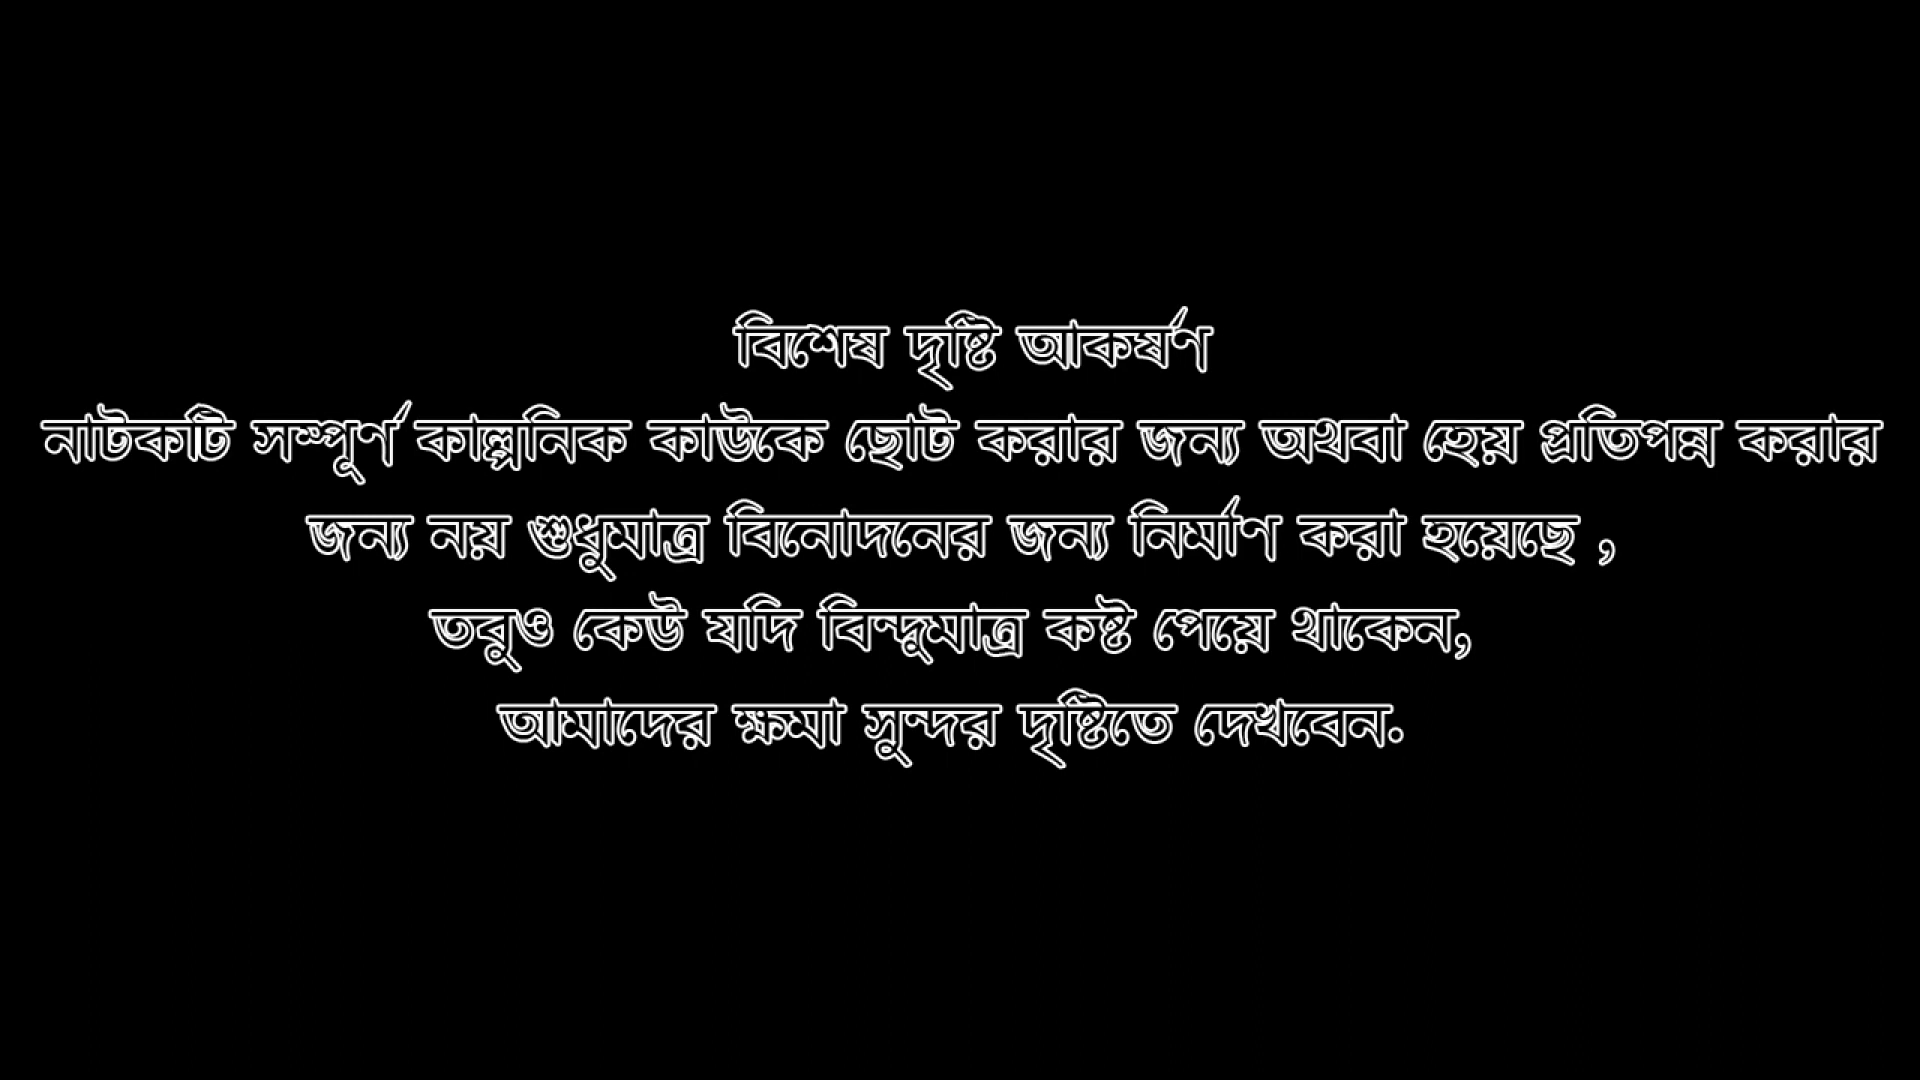 বিশেষ দৃষ্টি আকর্ষণ
নাটকটি সম্পূর্ণ কাল্পনিক কাউকে ছোট করার জন্য অথবা হেয় প্রতিপন্ন করার
জন্য নয় শুধুমাত্র বিনোদনের জন্য নির্মাণ করা হয়েছে ,
তবুও কেউ যদি বিন্দুমাত্র কষ্ট পেয়ে থাকেন,
আমাদের ক্ষমা সুন্দর দৃষ্টিতে দেখবেন.